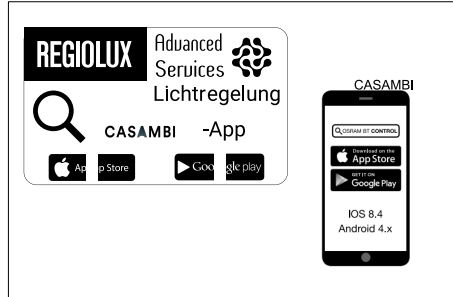 REGIOLUX
Advanced
Services
Lichtregelung
CASAMBI -App
App Store
Google play
CASAMBI
OSRAM BT CONTROL
Download on the
App Store
GET IT ON
Google Play
IOS 8.4
Android 4.x